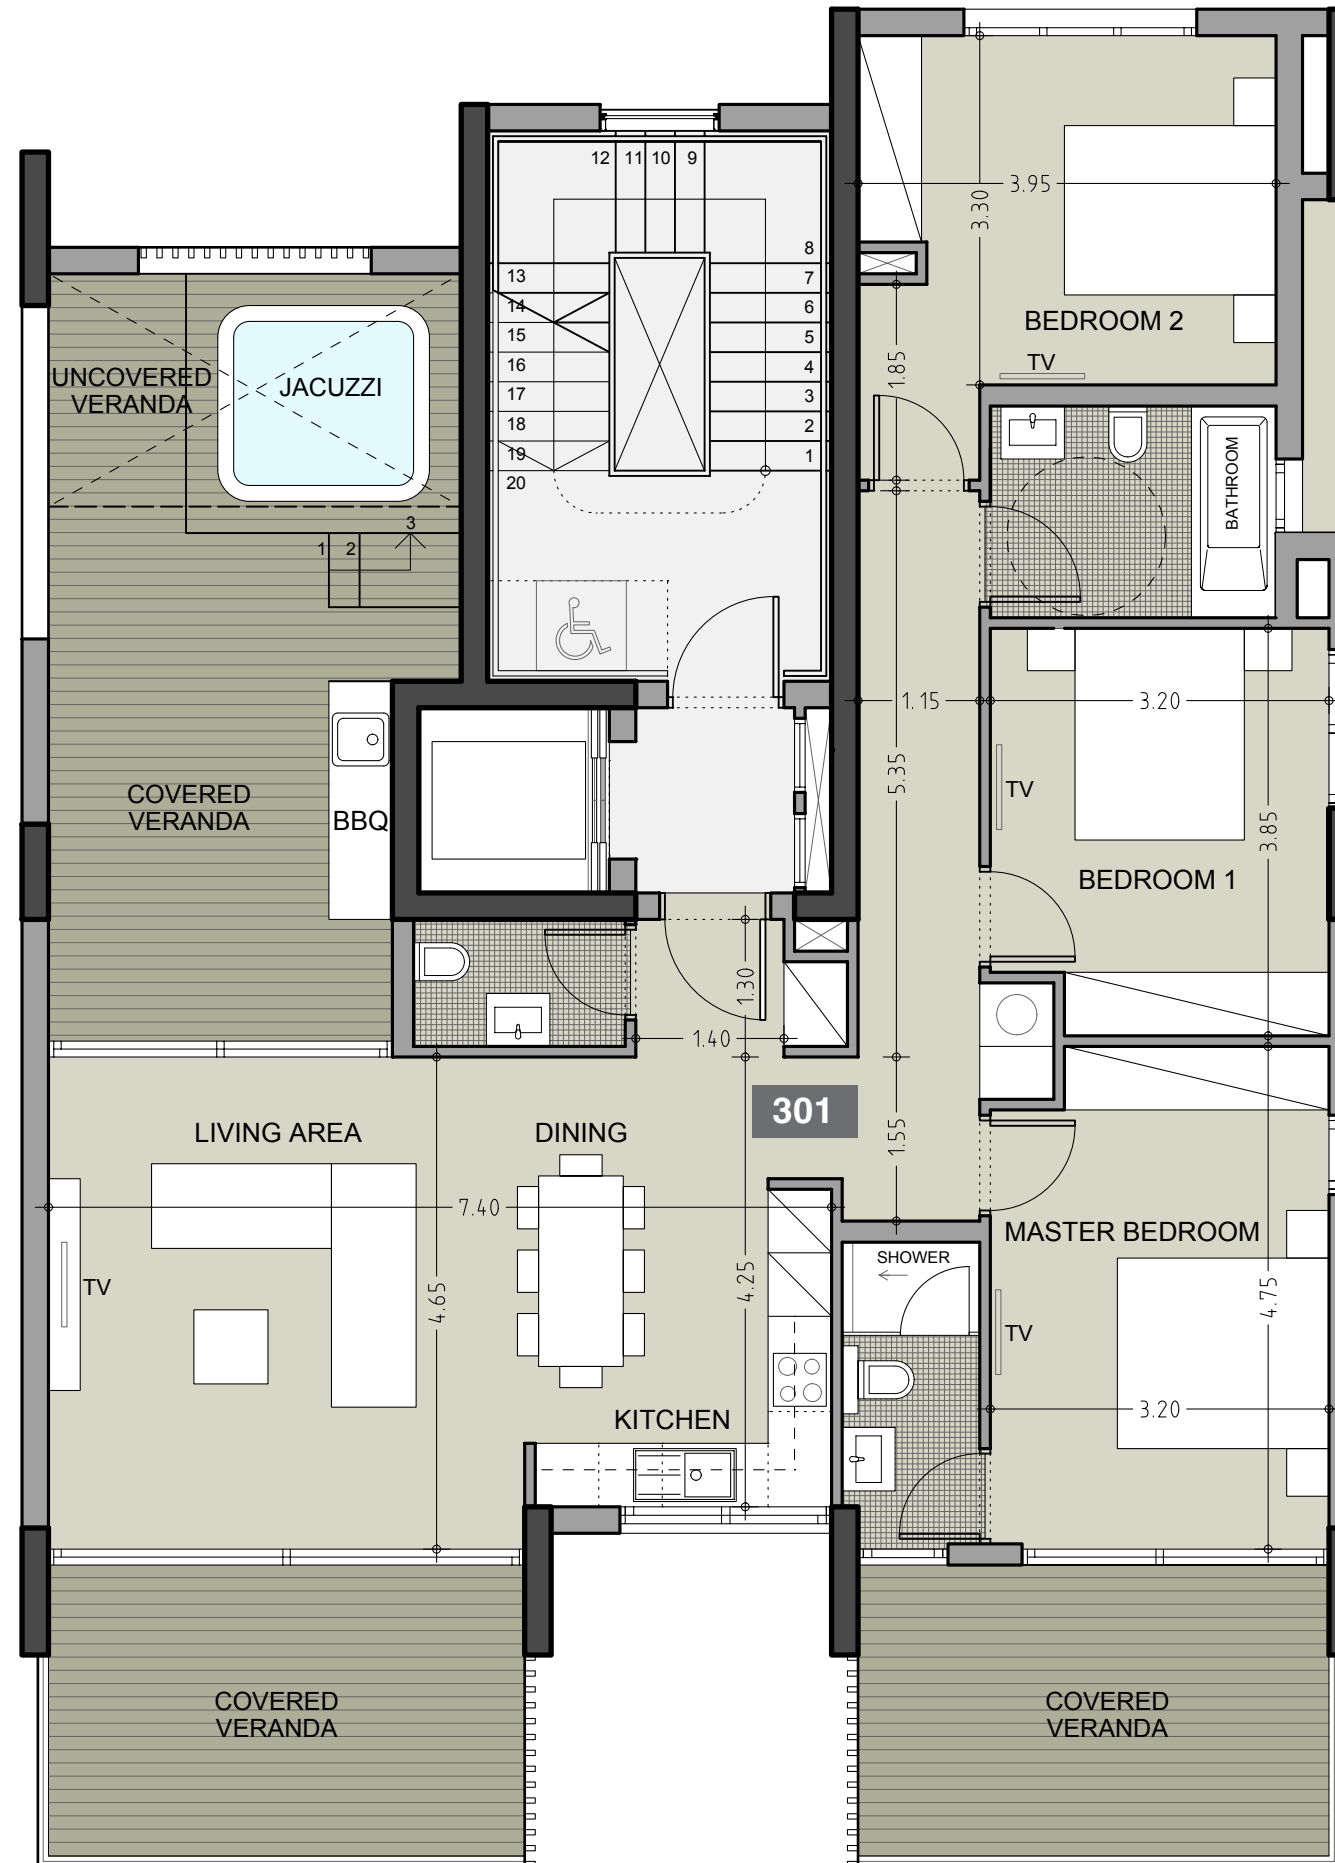 12 11 10 9
3.95
3.30
8
13
7
14
6
BEDROOM 2
15
5
TV
16
4
1.85
UNCOVERED
VERANDA
JACUZZI
17
3
18
2
19
1
20
BATHROOM
3
1 2
1.15
3.20
5.35
TV
COVERED
VERANDA
BBQ
3.85
BEDROOM 1
1.30
1.40
301
LIVING AREA
DINING
1.55
7.40
MASTER BEDROOM
SHOWER
TV
4.65
4.25
4.75
TV
3.20
KITCHEN
COVERED
VERANDA
COVERED
VERANDA